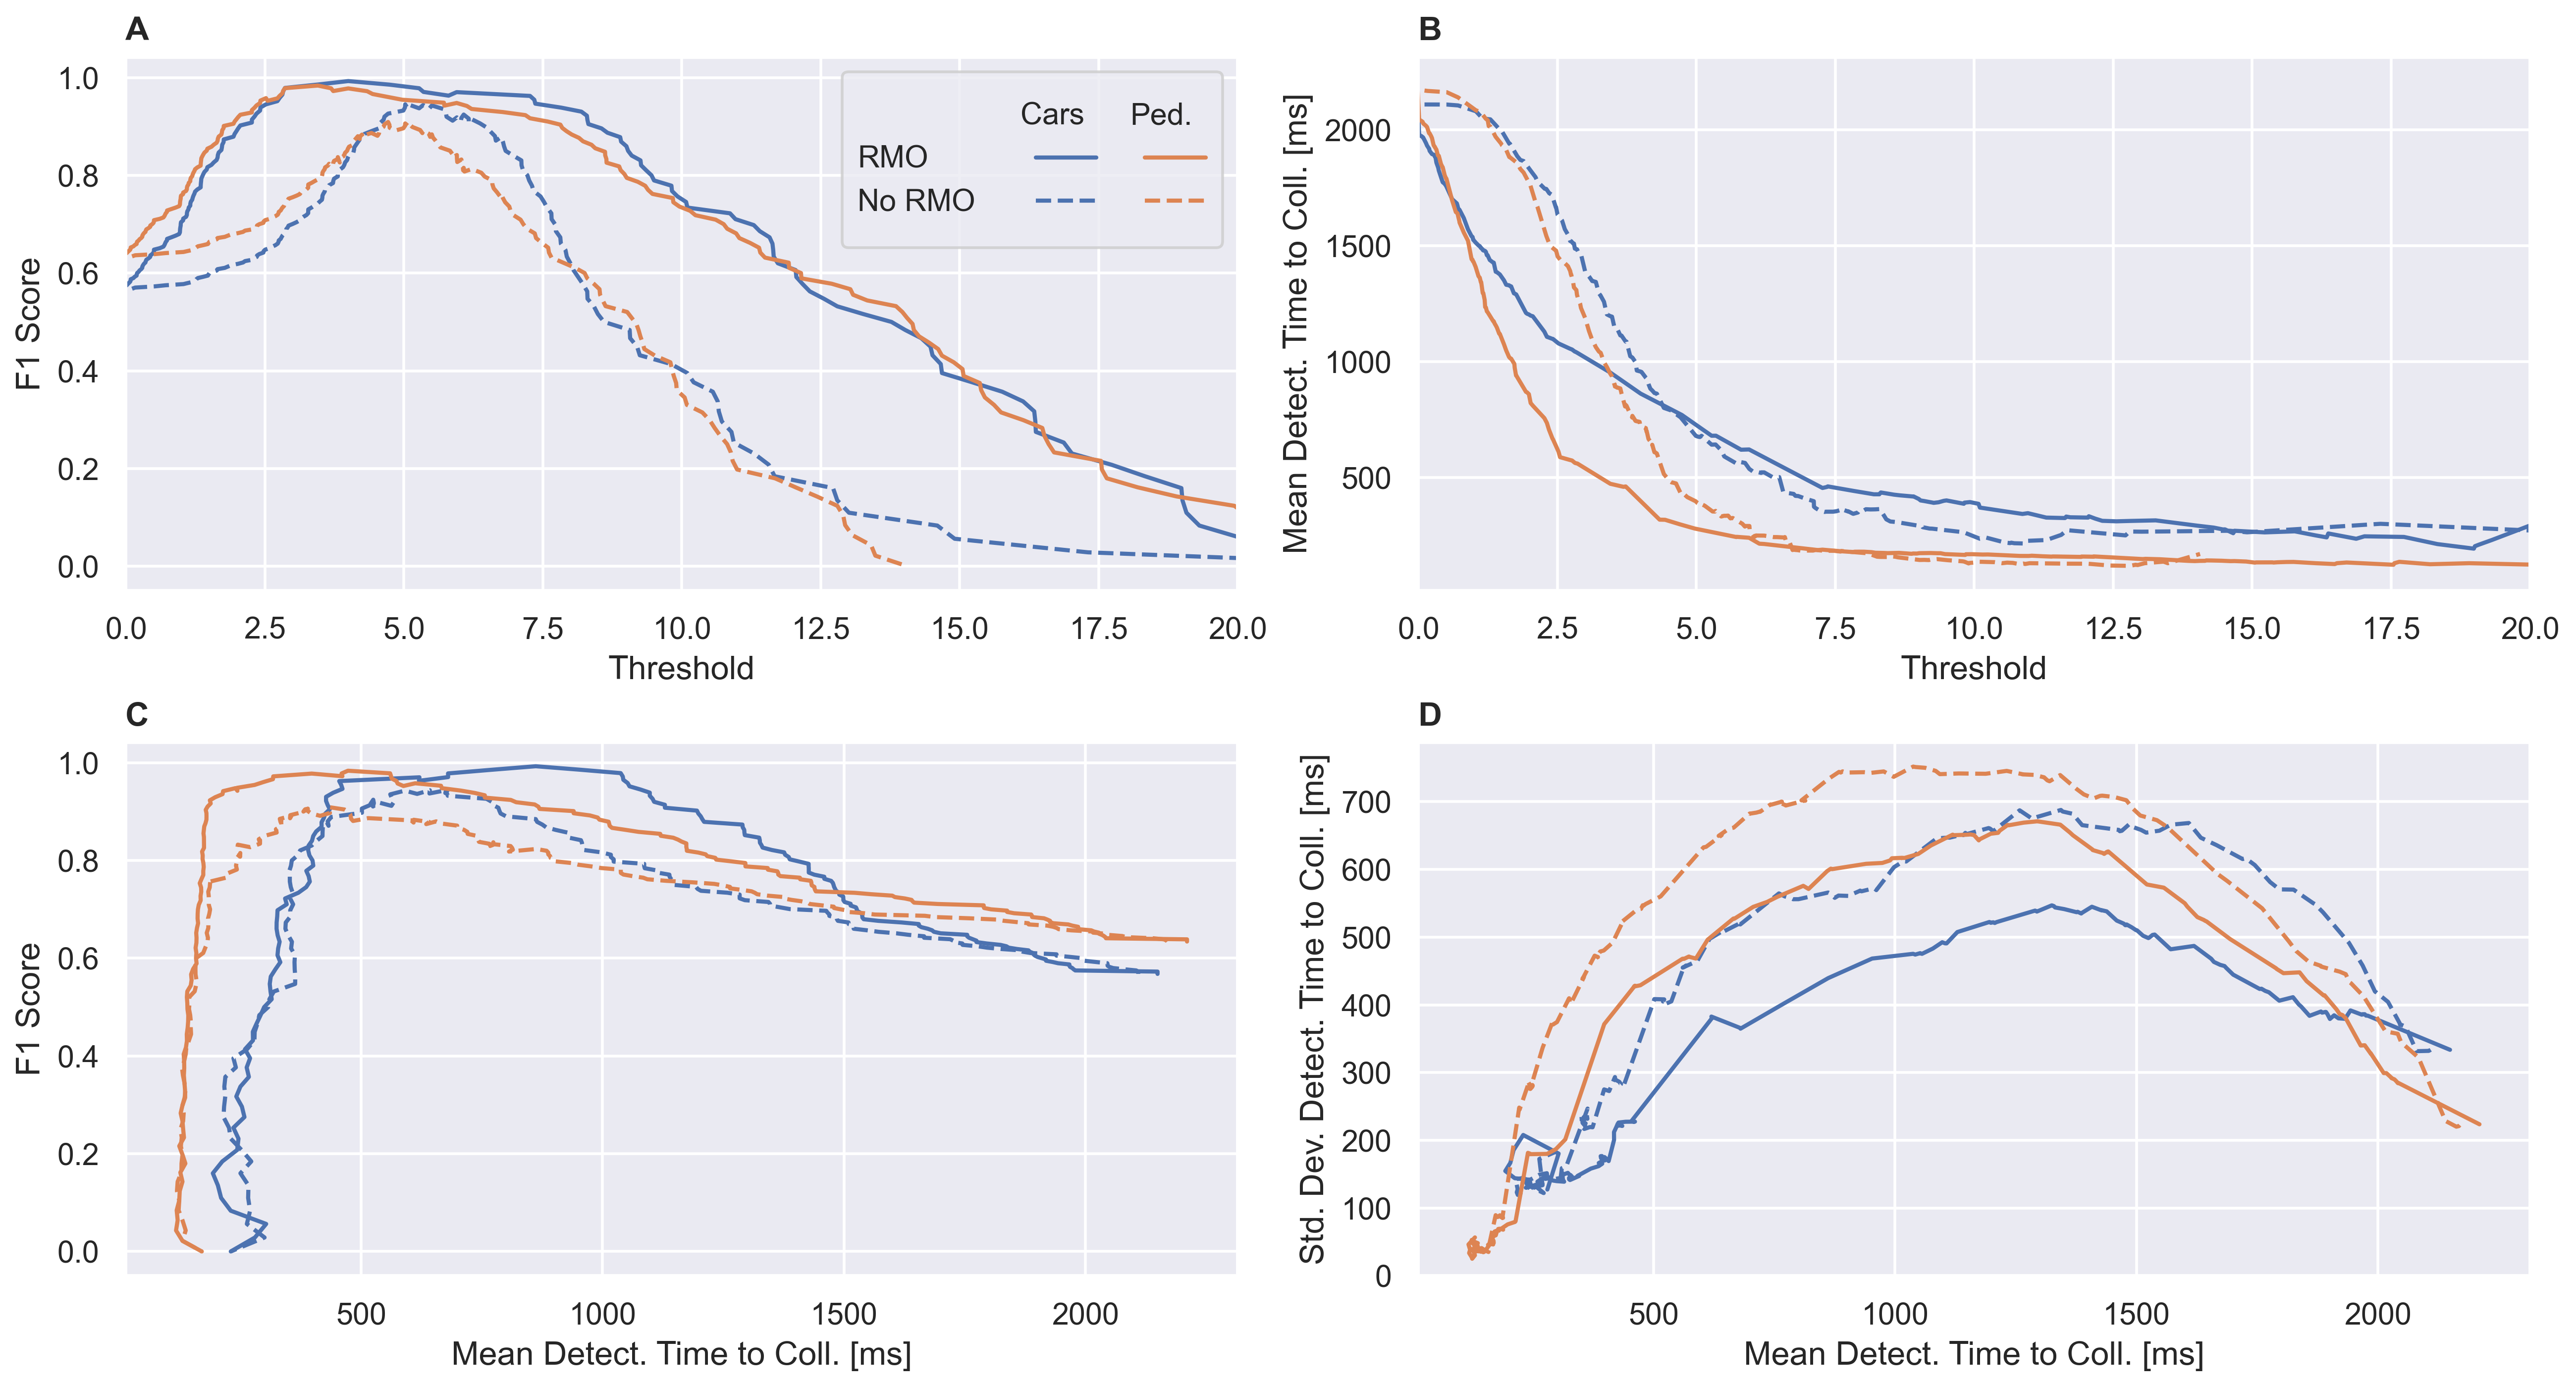 A
1.0
0.8
0.6
0.4
0.2
0.0
F1 Score
Cars Ped.
RMO
No RMO
0.0 2.5 5.0 7.5 10.0 12.5 15.0 17.5 20.0
Threshold
B
2000
1500
1000
500
Mean Detect. Time to Coll. [ms]
0.0 2.5 5.0 7.5 10.0 12.5 15.0 17.5 20.0
Threshold
C
1.0
0.8
0.6
0.4
0.2
0.0
F1 Score
500 1000 1500 2000
Mean Detect. Time to Coll. [ms]
D
700
600
500
400
300
200
100
0
Std. Dev. Detect. Time to Coll. [ms]
500 1000 1500 2000
Mean Detect. Time to Coll. [ms]